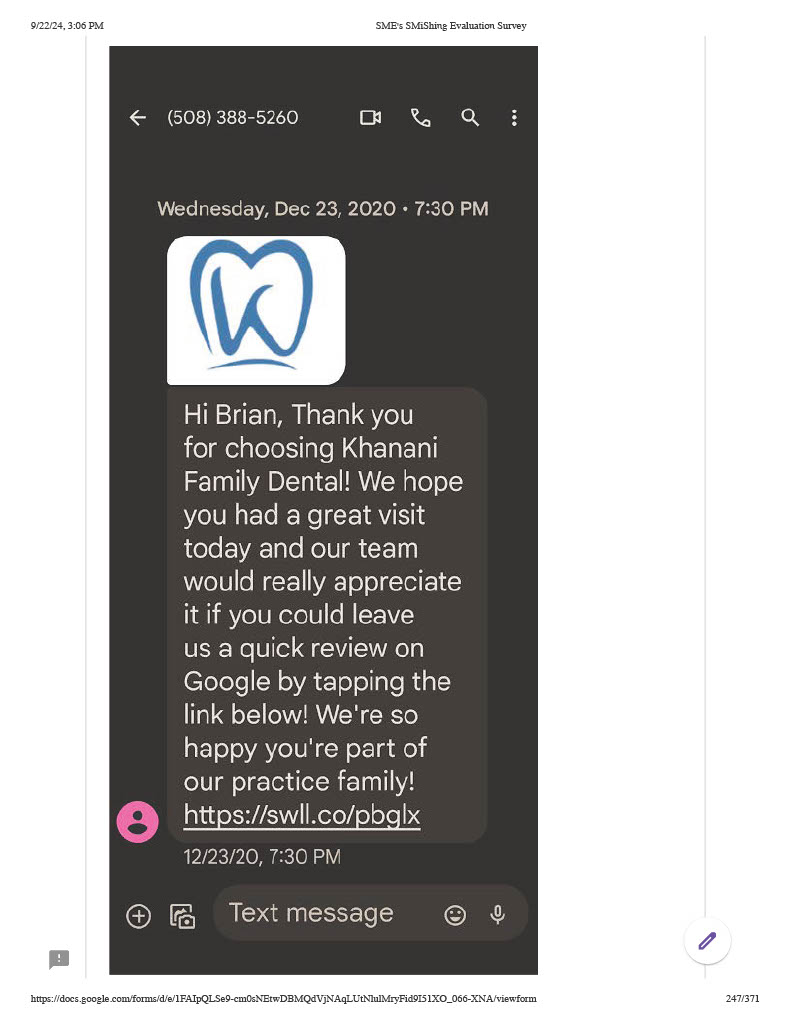 9/22/24, 3:06 PM
SME's SMiShing Evaluation Survey
(508) 388-5260
Wednesday, Dec 23, 2020 • 7:30 PM
Hi Brian, Thank you
for choosing Khanani
Family Dental! We hope
you had a great visit
today and our team
would really appreciate
it if you could leave
us a quick review on
Google by tapping the
link below! We're so
happy you're part of
our practice family!
https://swll.co/pbglx
12/23/20, 7:30 PM
Text message
https://docs.google.com/forms/d/e/1FAIpQLSe9-cm0sNEtwDBMQdVjNAqLUtNlulMryFid9I51XO_066-XNA/viewform
247/371